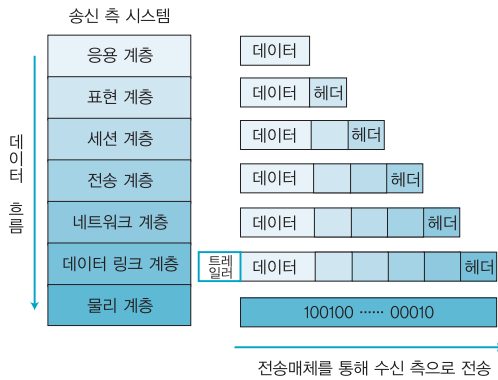 송신 측 시스템
응용 계층
데이터
표현 계층
데이터 헤더
세션 계층
데이터 헤더
전송 계층
데이터 헤더
네트워크 계층
데이터 헤더
데이터 링크 계층
트레
일러
데이터 헤더
물리 계층
100100 ······ 00010
데이터 흐름
전송매체를 통해 수신 측으로 전송